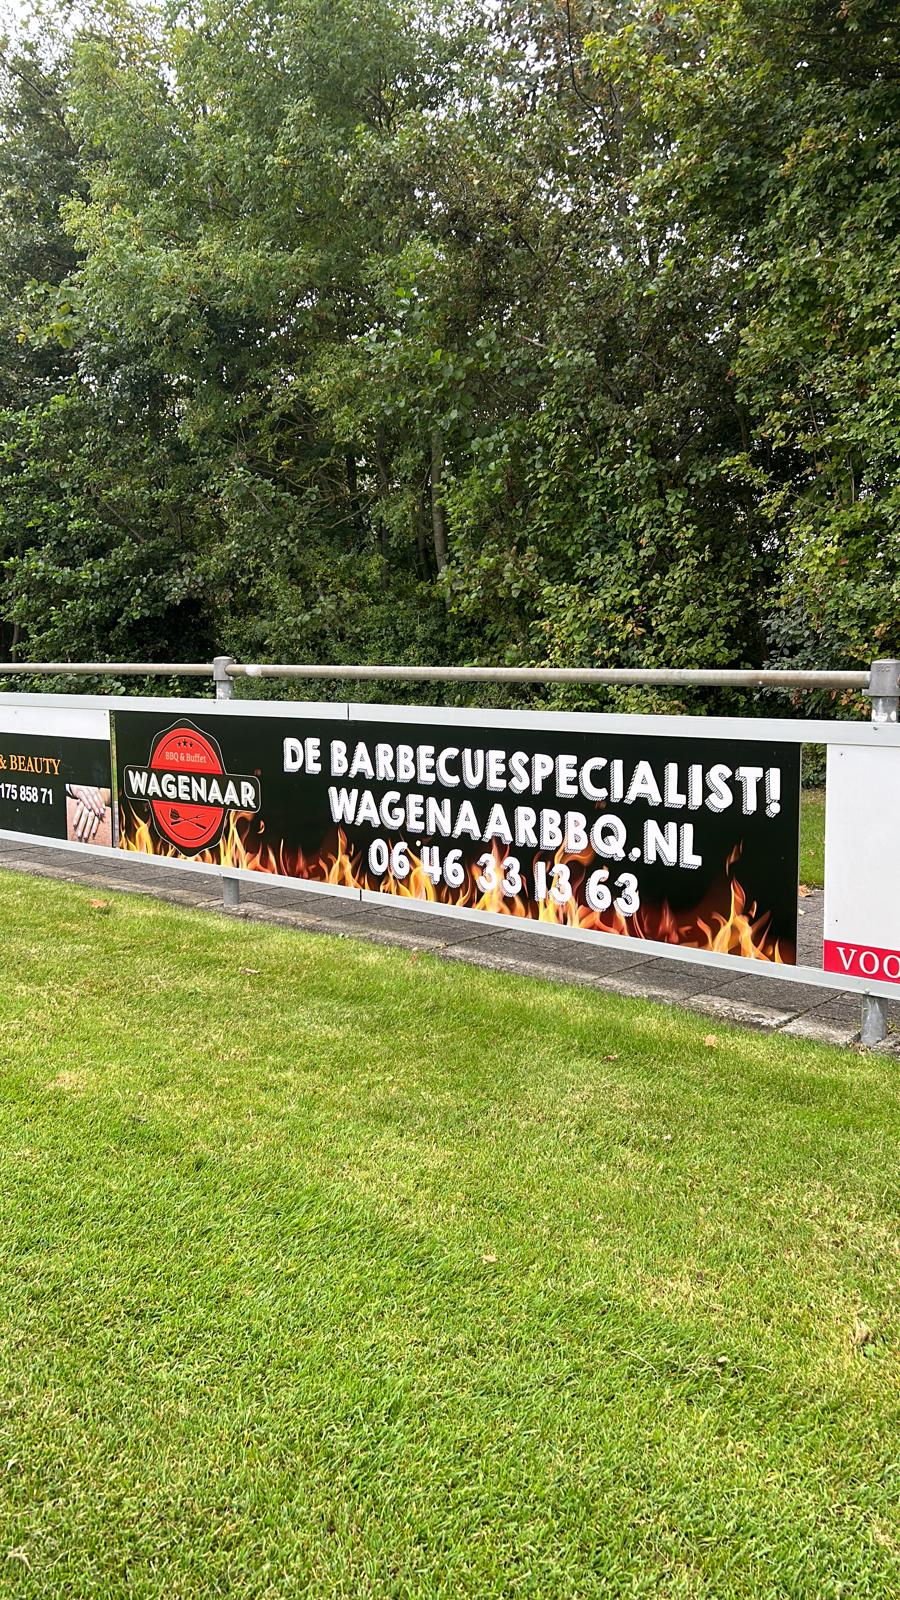 & BEAUTY
175 858 71
BBQ & Buffet
WAGENAAR
DE BARBECUESPECIALIST!
WAGENAARBBQ.NL
06 46 33 13 63
VOO